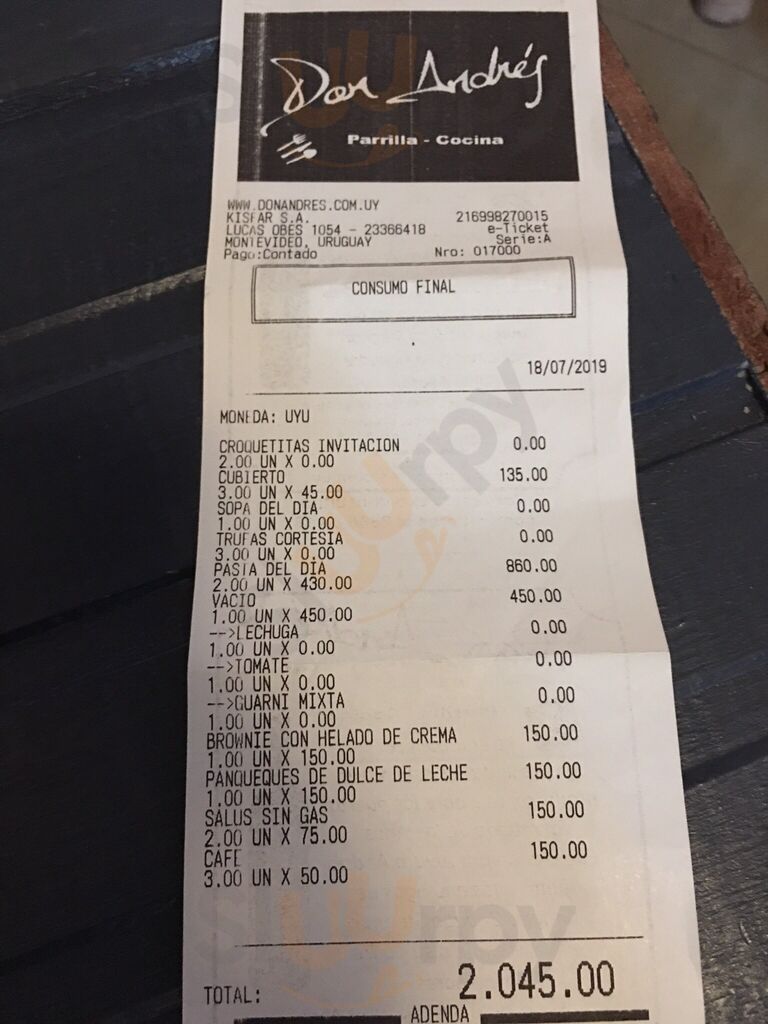 Don Andrés
Parrilla - Cocina
WWW.DONANDRES.COM.UY
KISFAR S.A. 216998270015
LUCAS OBES 1054 - 23366418 e-Ticket
MONTEVIDEO, URUGUAY Serie:A
Pago:Contado Nro: 017000
CONSUMO FINAL
18/07/2019
MONEDA: UYU
CROQUETITAS INVITACION 0.00
2.00 UN X 0.00
CUBIERTO 135.00
3.00 UN X 45.00
SOPA DEL DIA 0.00
1.00 UN X 0.00
TRUFAS CORTESIA 0.00
3.00 UN X 0.00
PASTA DEL DIA 860.00
2.00 UN X 430.00
VACIO 450.00
1.00 UN X 450.00
-->LECHUGA 0.00
1.00 UN X 0.00
-->TOMATE 0.00
1.00 UN X 0.00
-->GUARNI MIXTA 0.00
1.00 UN X 0.00
BROWNIE CON HELADO DE CREMA 150.00
1.00 UN X 150.00
PANQUEQUES DE DULCE DE LECHE 150.00
1.00 UN X 150.00
SALUS SIN GAS 150.00
2.00 UN X 75.00
CAFE 150.00
3.00 UN X 50.00
TOTAL: 2.045.00
ADENDA
sluurpy